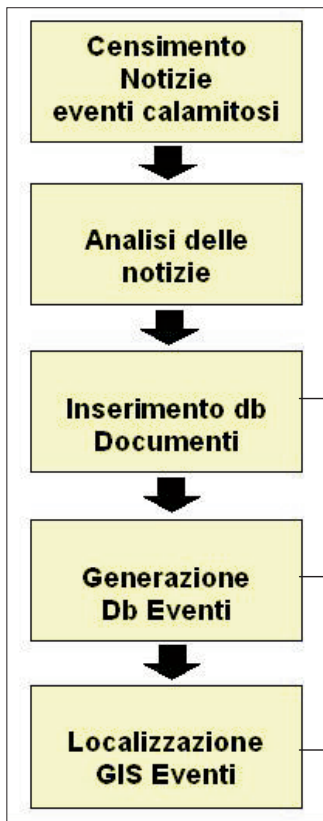 Censimento
Notizie
eventi calamitosi
Analisi delle
notizie
Inserimento db
Documenti
Generazione
Db Eventi
Localizzazione
GIS Eventi